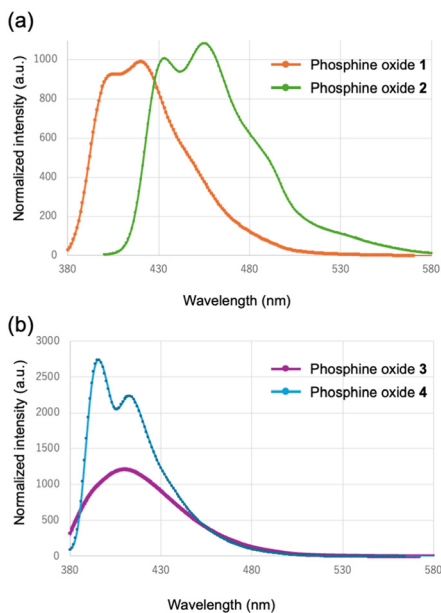 (a)
Normalized intensity (a.u.)
1000
800
600
400
200
0
380 430 480 530 580
Wavelength (nm)
Phosphine oxide 1
Phosphine oxide 2
(b)
Normalized intensity (a.u.)
3000
2500
2000
1500
1000
500
0
380 430 480 530 580
Wavelength (nm)
Phosphine oxide 3
Phosphine oxide 4